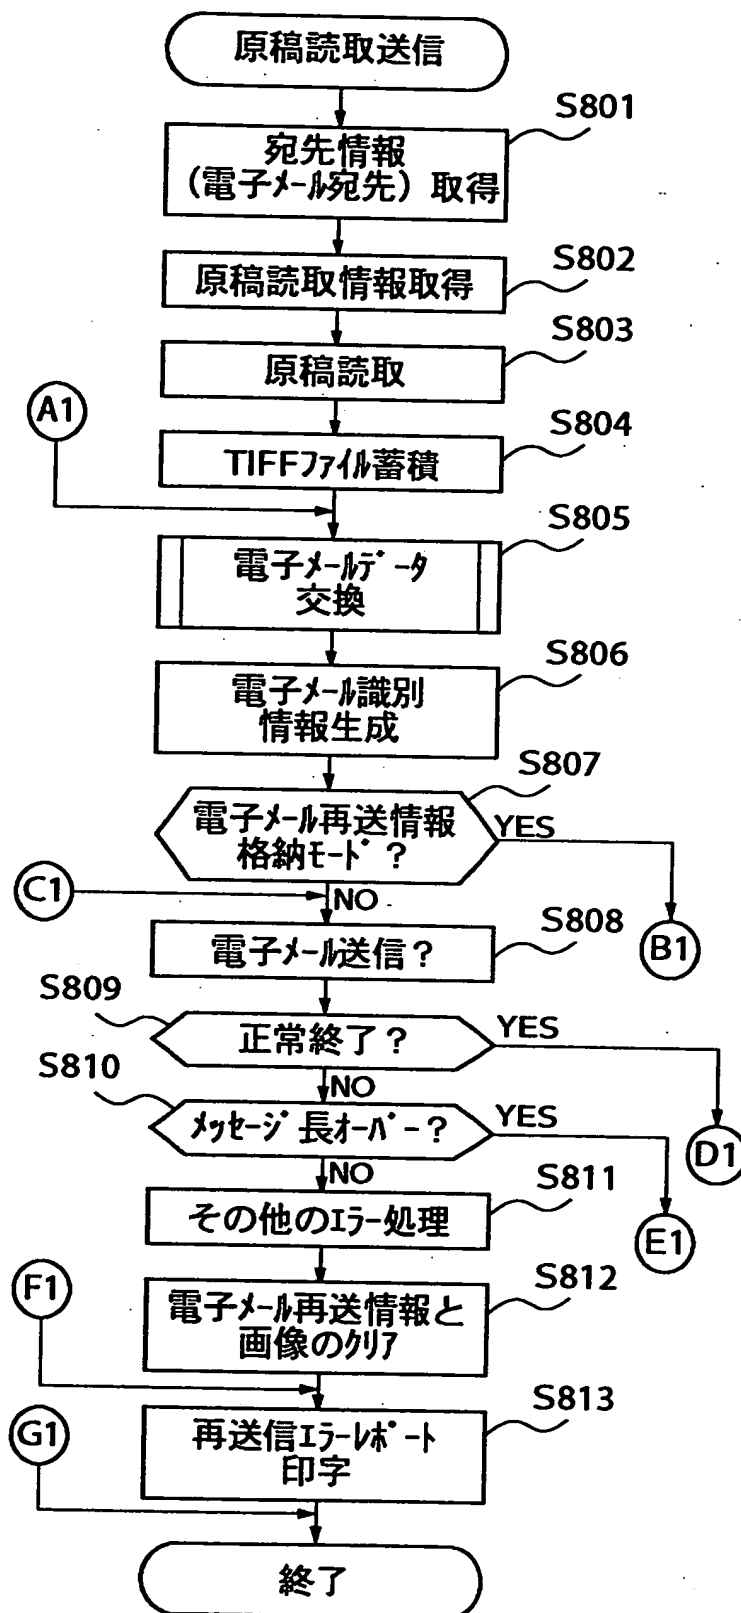 原稿読取送信
S801
宛先情報
(電子メール宛先) 取得
S802
原稿読取情報取得
S803
原稿読取
A1
S804
TIFFファイル蓄積
S805
電子メールデータ
交換
S806
電子メール識別
情報生成
S807
電子メール再送情報
格納モード?
YES
C1
NO
B1
S808
電子メール送信?
S809
正常終了?
YES
S810
NO
D1
メッセージ長オーバー?
YES
NO
E1
S811
その他のエラー処理
F1
S812
電子メール再送情報と
画像のクリア
S813
G1
再送信エラーレポート
印字
終了